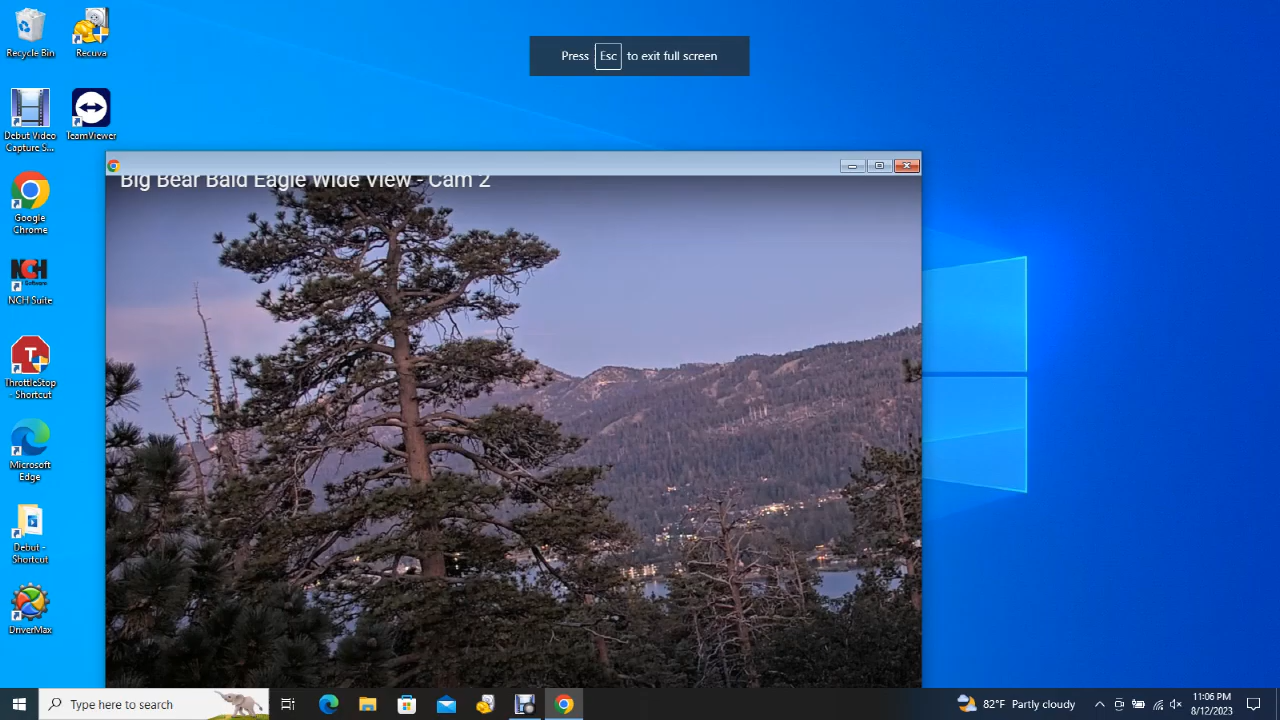 Recycle Bin
Recuva
Press Esc to exit full screen
Debut Video
Capture S...
TeamViewer
Big Bear Bald Eagle Wide View - Cam 2
Google
Chrome
NCH
Software
NCH Suite
T
ThrottleStop
- Shortcut
Microsoft
Edge
Debut -
Shortcut
DriverMax
Type here to search
82°F Partly cloudy
11:06 PM
8/12/2023